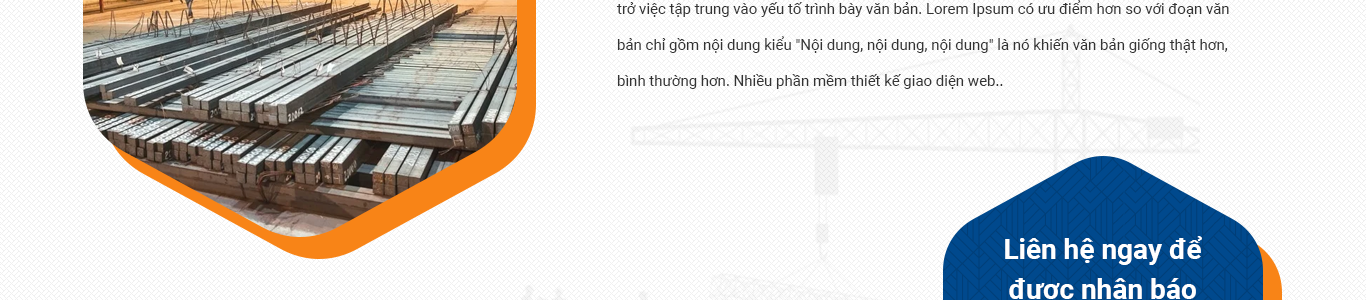 trở việc tập trung vào yếu tố trình bày văn bản. Lorem Ipsum có ưu điểm hơn so với đoạn văn
bản chỉ gồm nội dung kiểu "Nội dung, nội dung, nội dung" là nó khiến văn bản giống thật hơn,
bình thường hơn. Nhiều phần mềm thiết kế giao diện web..
Liên hệ ngay để
được nhận báo